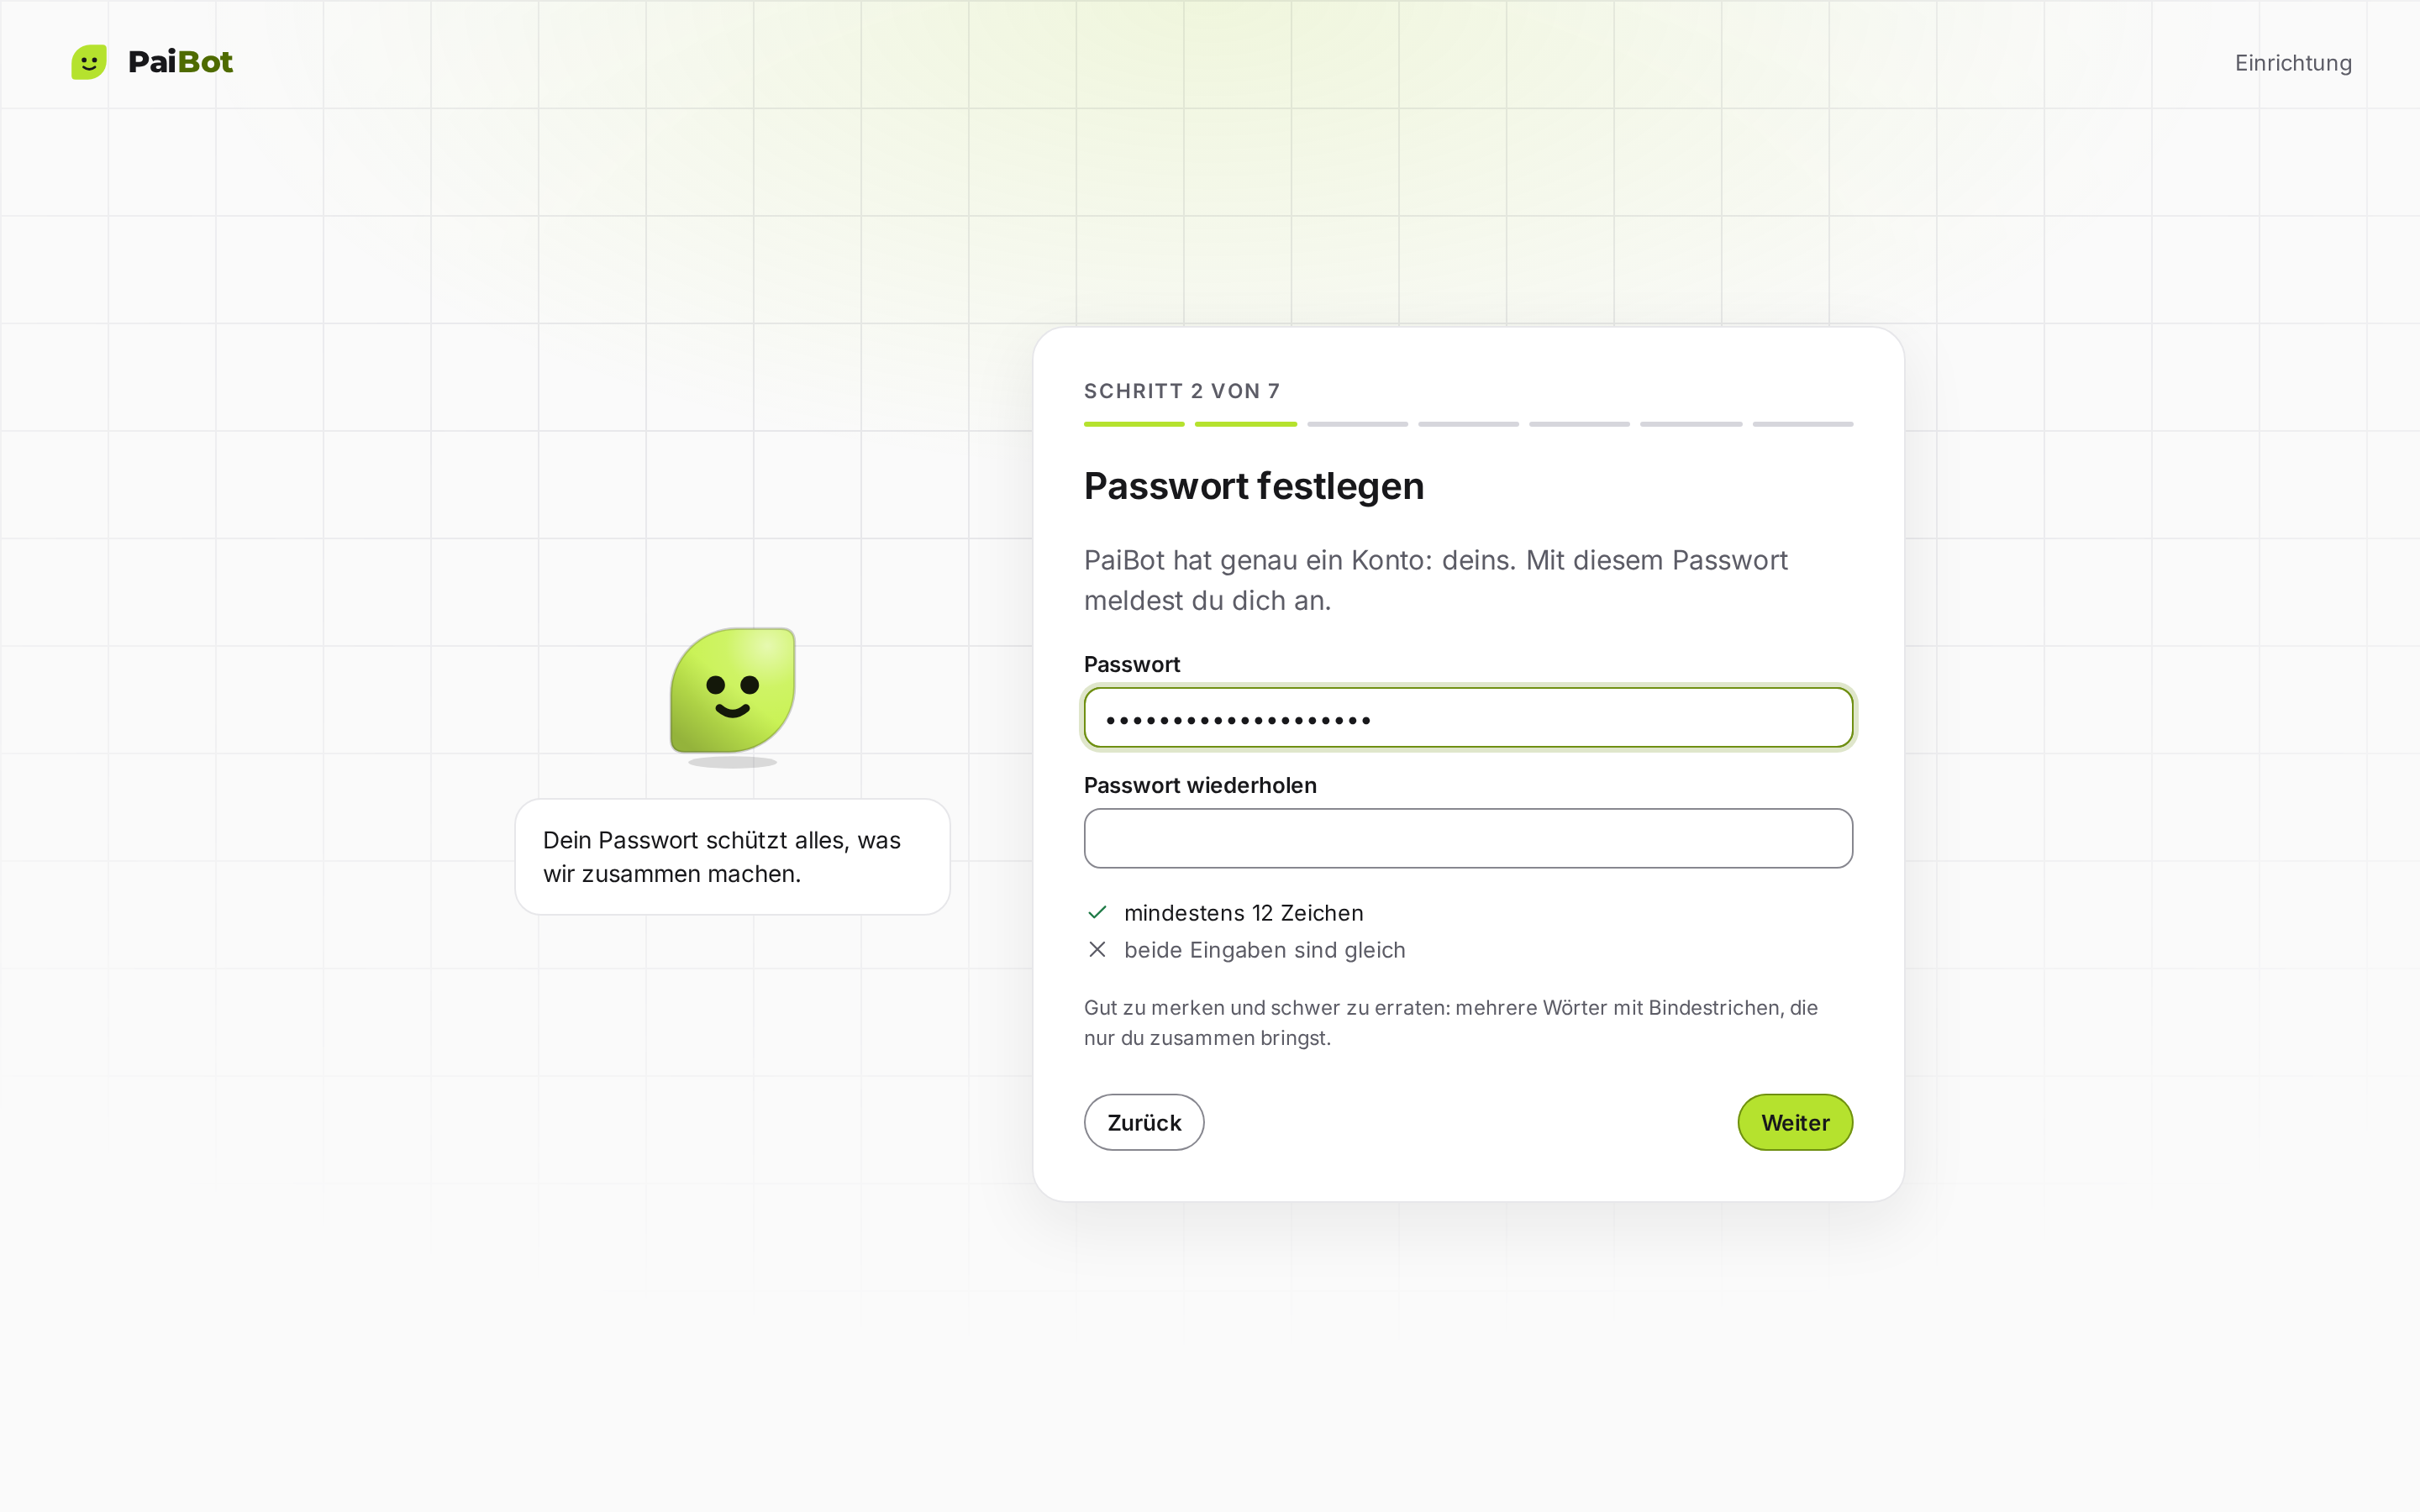 PaiBot
Einrichtung
Dein Passwort schützt alles, was
wir zusammen machen.
SCHRITT 2 VON 7
Passwort festlegen
PaiBot hat genau ein Konto: deins. Mit diesem Passwort
meldest du dich an.
Passwort
••••••••••••••••••••
Passwort wiederholen
mindestens 12 Zeichen
beide Eingaben sind gleich
Gut zu merken und schwer zu erraten: mehrere Wörter mit Bindestrichen, die
nur du zusammen bringst.
Zurück
Weiter